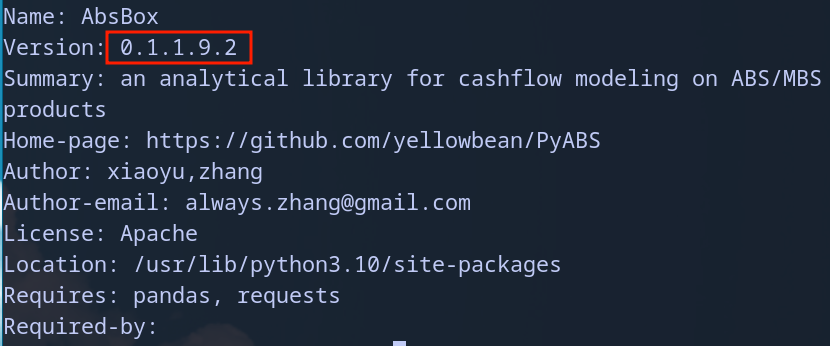 Name: AbsBox
Version: 0.1.1.9.2
Summary: an analytical library for cashflow modeling on ABS/MBS
products
Home-page: https://github.com/yellowbean/PyABS
Author: xiaoyu,zhang
Author-email: always.zhang@gmail.com
License: Apache
Location: /usr/lib/python3.10/site-packages
Requires: pandas, requests
Required-by: